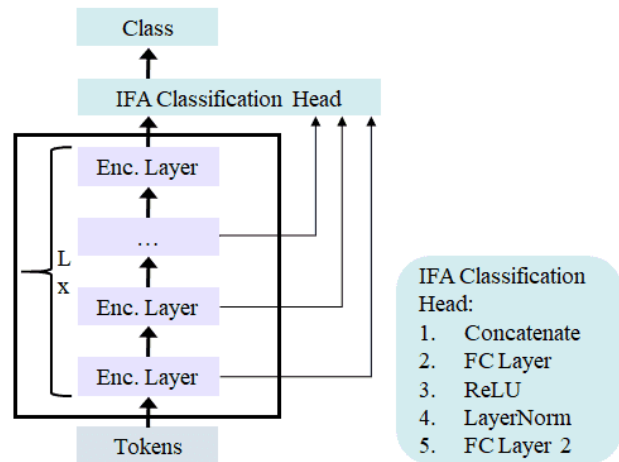 Class
IFA Classification Head
Enc. Layer
...
L
x
Enc. Layer
Enc. Layer
Tokens
IFA Classification
Head:
1. Concatenate
2. FC Layer
3. ReLU
4. LayerNorm
5. FC Layer 2